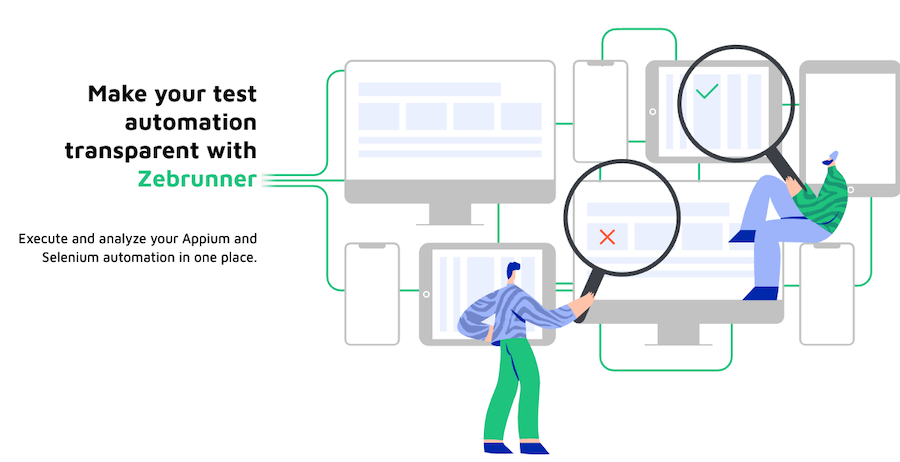 Make your test
automation
transparent with
Zebrunner
Execute and analyze your Appium and
Selenium automation in one place.